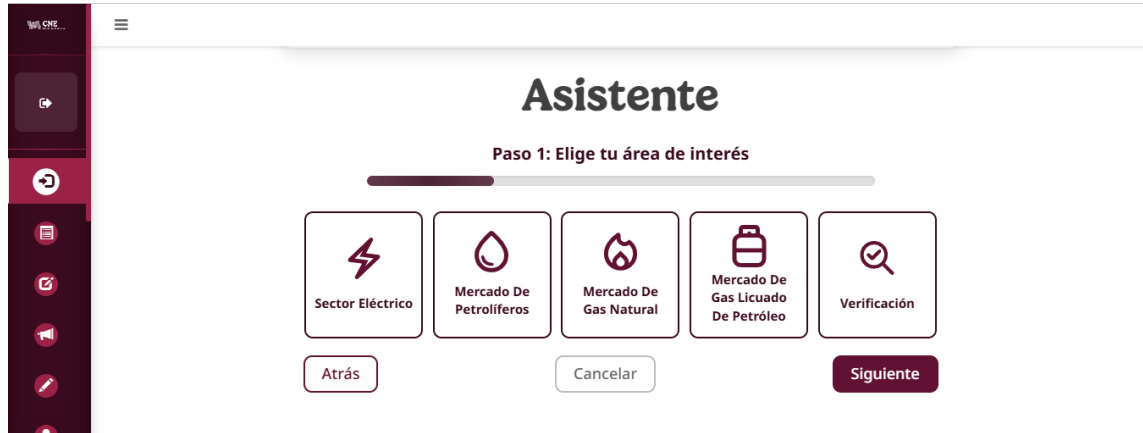 CNE
Asistente
Paso 1: Elige tu área de interés
Sector Eléctrico
Mercado De
Petrolíferos
Mercado De
Gas Natural
Mercado De
Gas Licuado
De Petróleo
Verificación
Atrás
Cancelar
Siguiente